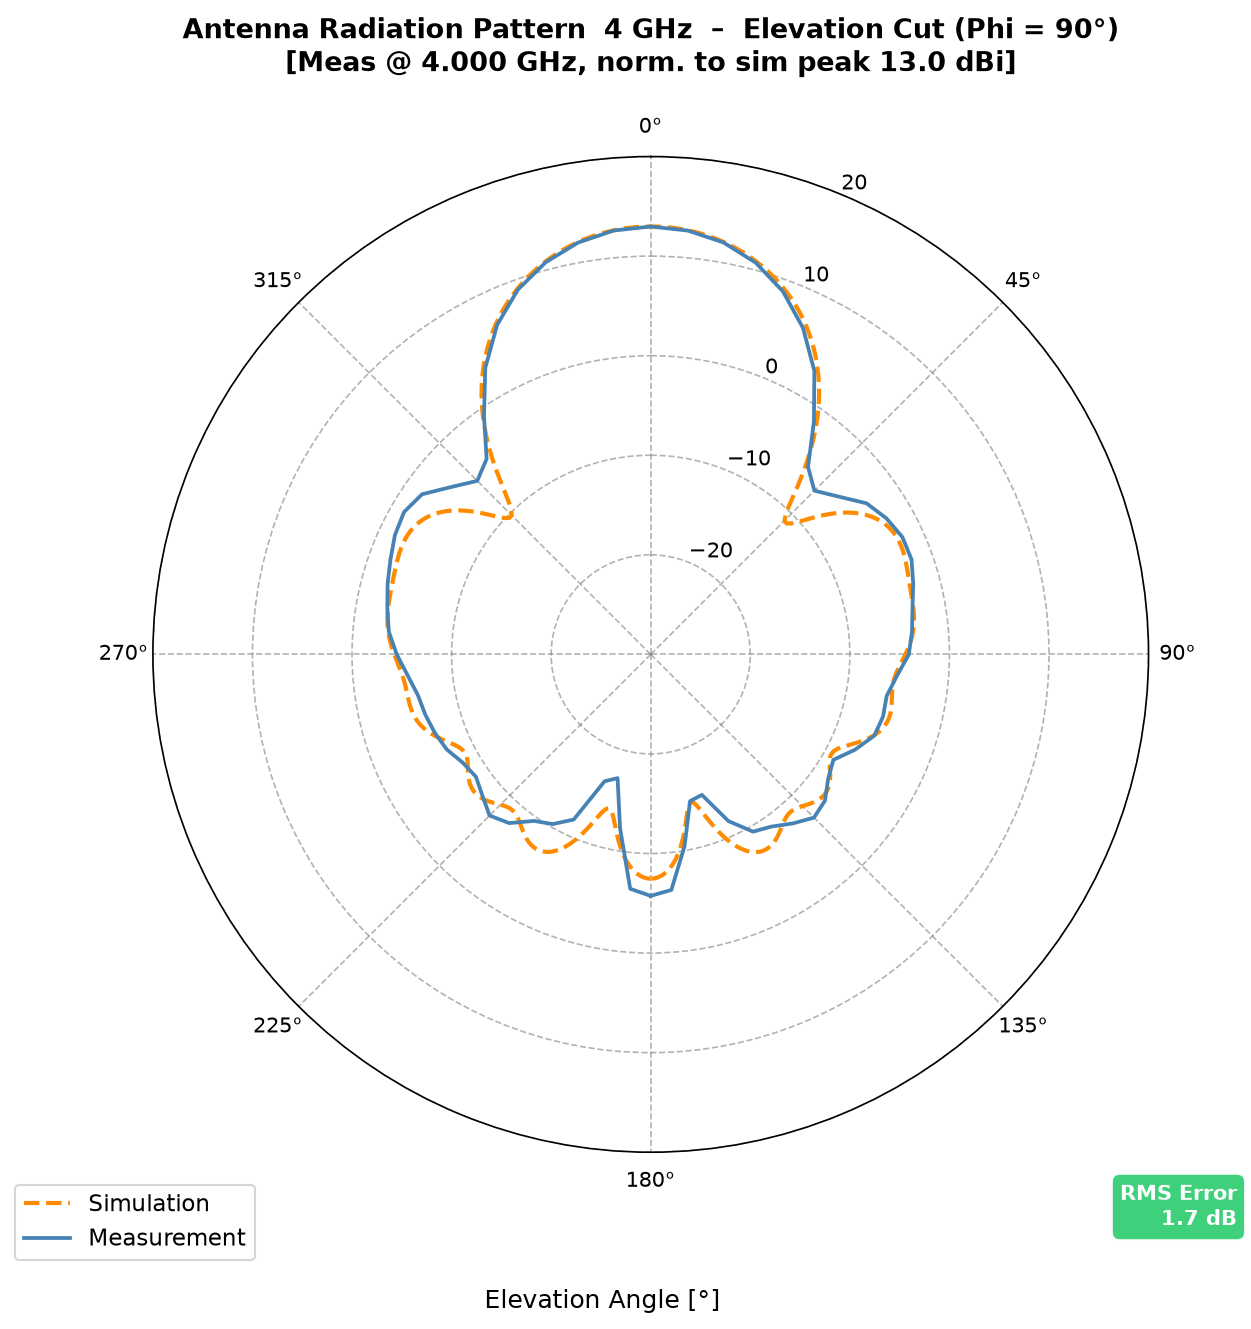 Antenna Radiation Pattern  4 GHz  –  Elevation Cut (Phi = 90°)
[Meas @ 4.000 GHz, norm. to sim peak 13.0 dBi]
0°
20
315°
10
45°
0
−10
−20
270°
90°
225°
135°
180°
Simulation
Measurement
RMS Error
1.7 dB
Elevation Angle [°]